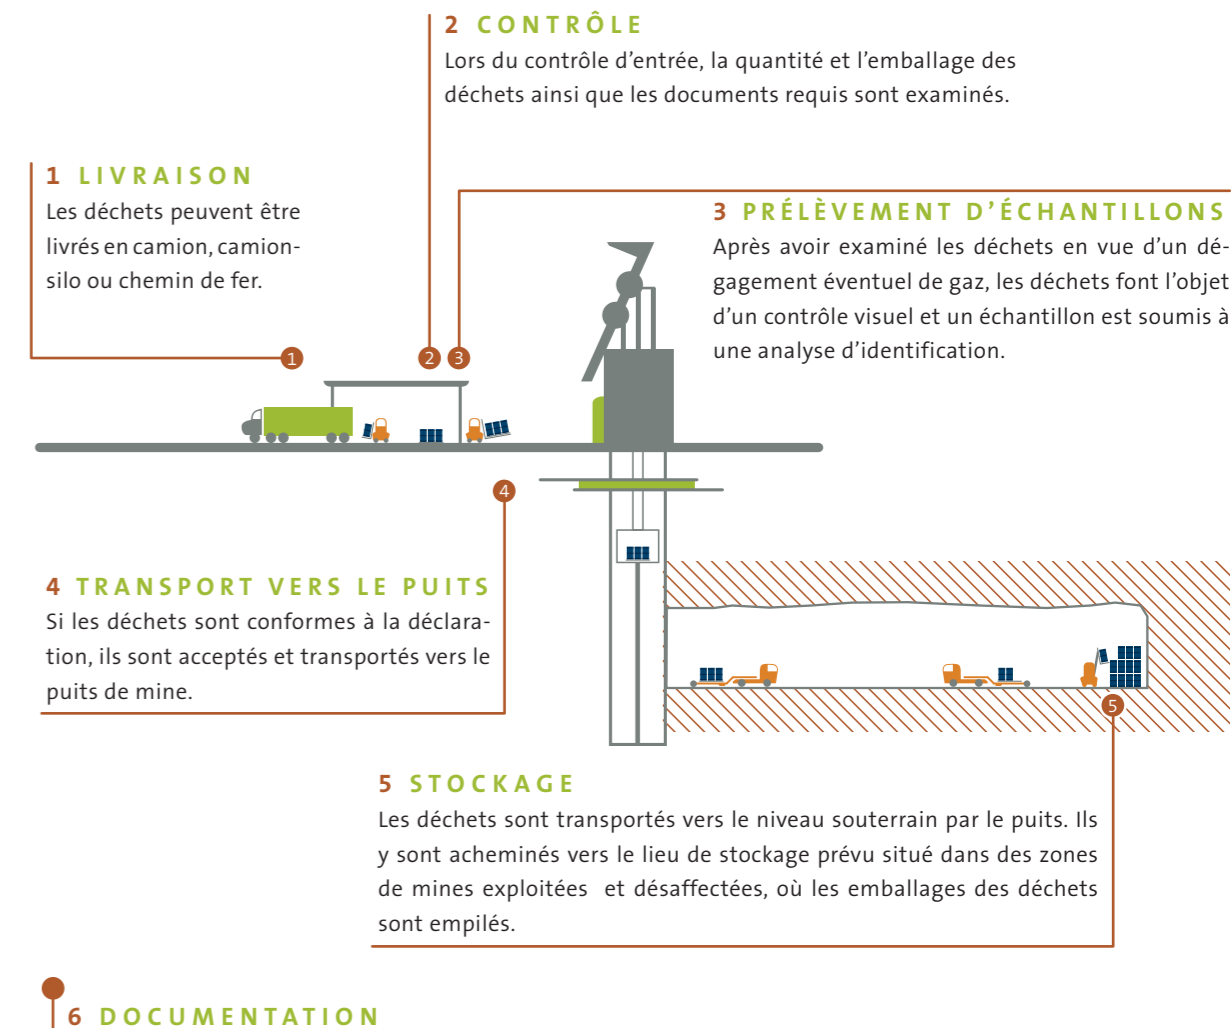 2 CONTRÔLE
Lors du contrôle d’entrée, la quantité et l’emballage des
déchets ainsi que les documents requis sont examinés.
1 LIVRAISON
Les déchets peuvent être
livrés en camion, camion-
silo ou chemin de fer.
3 PRÉLÈVEMENT D’ÉCHANTILLONS
Après avoir examiné les déchets en vue d’un dé-
gagement éventuel de gaz, les déchets font l’objet
d’un contrôle visuel et un échantillon est soumis à
une analyse d’identification.
1
2
3
4
4 TRANSPORT VERS LE PUITS
Si les déchets sont conformes à la déclara-
tion, ils sont acceptés et transportés vers le
puits de mine.
5
5 STOCKAGE
Les déchets sont transportés vers le niveau souterrain par le puits. Ils
y sont acheminés vers le lieu de stockage prévu situé dans des zones
de mines exploitées et désaffectées, où les emballages des déchets
sont empilés.
6 DOCUMENTATION